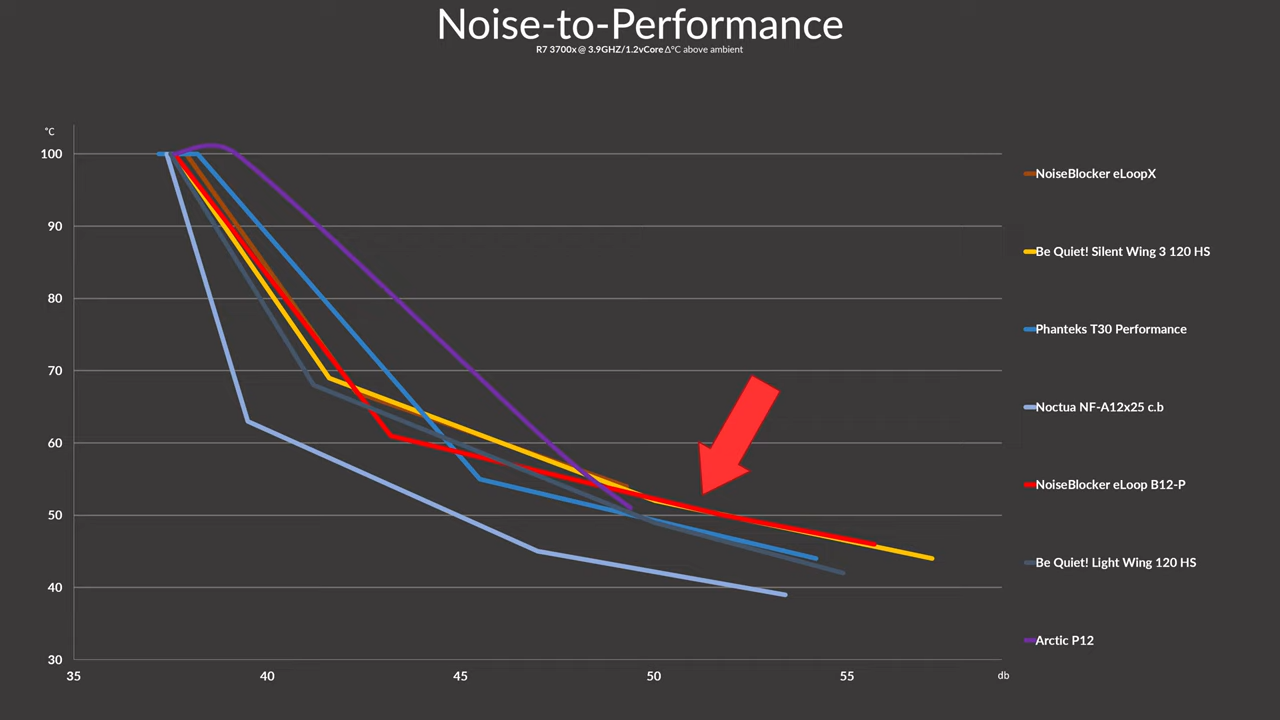 Noise-to-Performance
R7 3700x @ 3.9GHZ/1.2vCore Δ°C above ambient
°C
100
90
80
70
60
50
40
30
35
40
45
50
55
db
NoiseBlocker eLoopX
Be Quiet! Silent Wing 3 120 HS
Phanteks T30 Performance
Noctua NF-A12x25 c.b
NoiseBlocker eLoop B12-P
Be Quiet! Light Wing 120 HS
Arctic P12